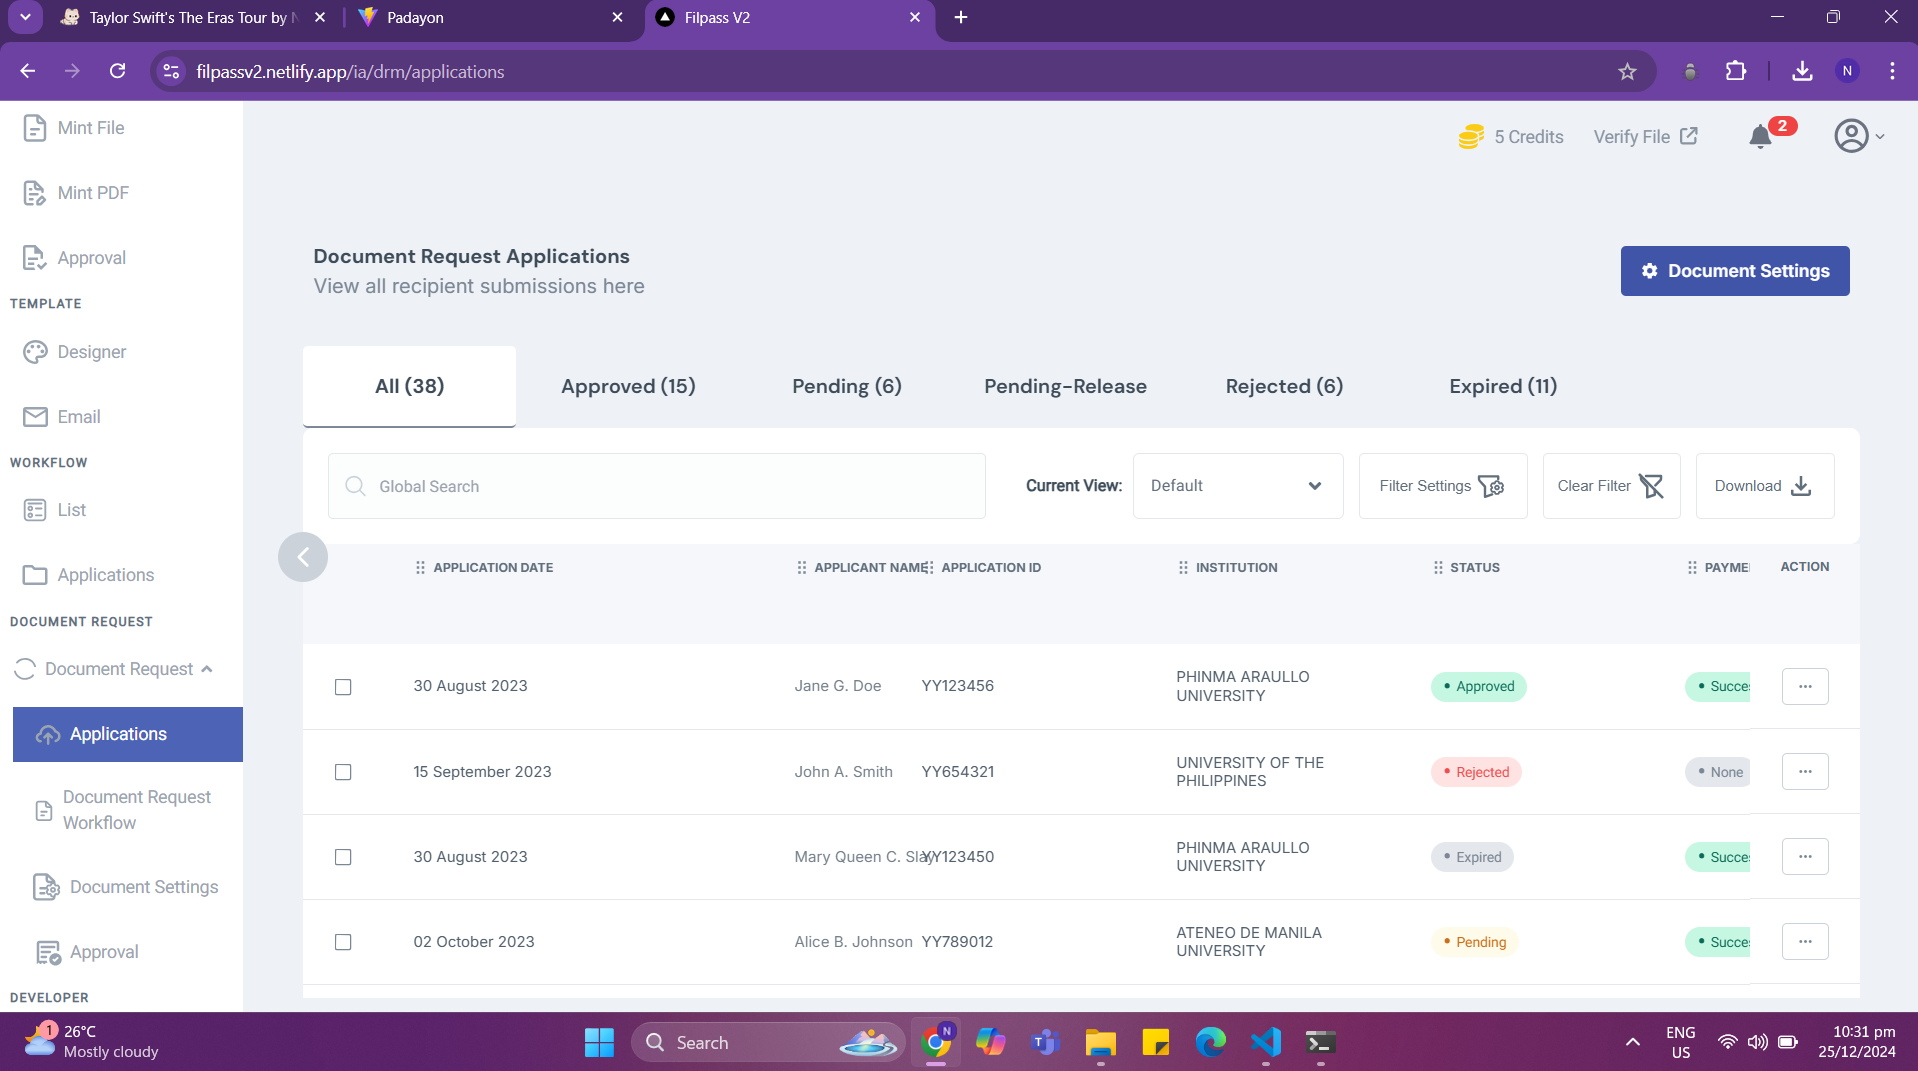 Taylor Swift's The Eras Tour by N
Padayon
Filpass V2
filpassv2.netlify.app/ia/drm/applications
N
Mint File
Mint PDF
Approval
TEMPLATE
Designer
Email
WORKFLOW
List
Applications
DOCUMENT REQUEST
Document Request
Applications
Document Request
Workflow
Document Settings
Approval
DEVELOPER
5 Credits
Verify File
2
Document Request Applications
View all recipient submissions here
Document Settings
All (38)
Approved (15)
Pending (6)
Pending-Release
Rejected (6)
Expired (11)
Global Search
Current View:
Default
Filter Settings
Clear Filter
Download
APPLICATION DATE
APPLICANT NAME
APPLICATION ID
INSTITUTION
STATUS
PAYME
ACTION
30 August 2023
Jane G. Doe
YY123456
PHINMA ARAULLO
UNIVERSITY
Approved
Succes
...
15 September 2023
John A. Smith
YY654321
UNIVERSITY OF THE
PHILIPPINES
Rejected
None
...
30 August 2023
Mary Queen C. Slay
YY123450
PHINMA ARAULLO
UNIVERSITY
Expired
Succes
...
02 October 2023
Alice B. Johnson
YY789012
ATENEO DE MANILA
UNIVERSITY
Pending
Succes
...
1
26°C
Mostly cloudy
Search
N
T
ENG
US
10:31 pm
25/12/2024